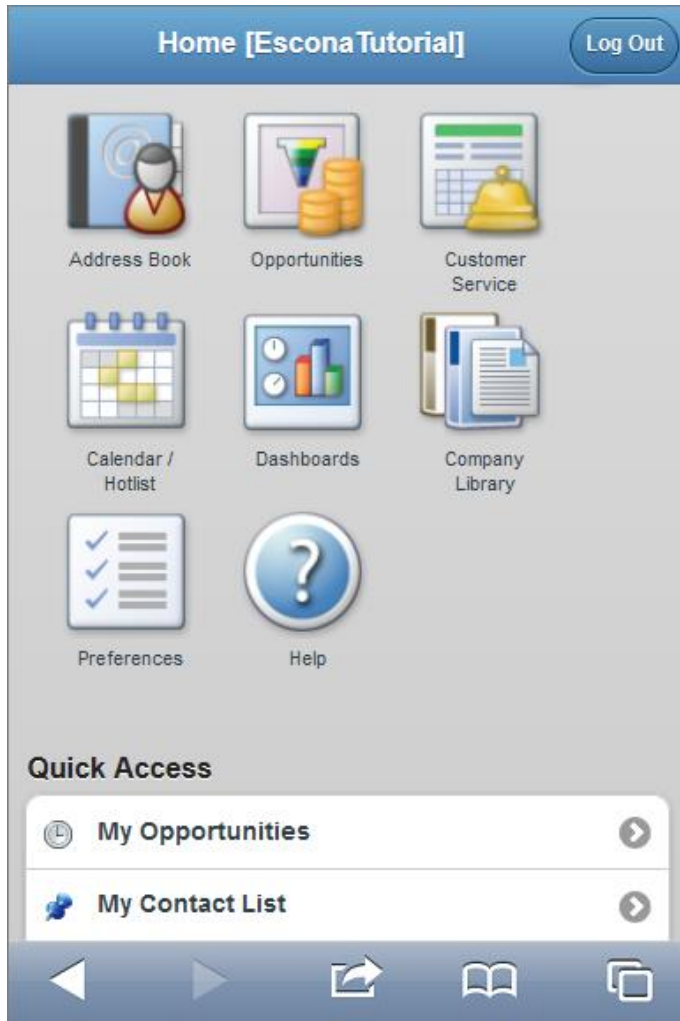 Home [EsconaTutorial]
Log Out
Address Book
Opportunities
Customer
Service
Calendar /
Hotlist
Dashboards
Company
Library
Preferences
Help
Quick Access
My Opportunities
My Contact List